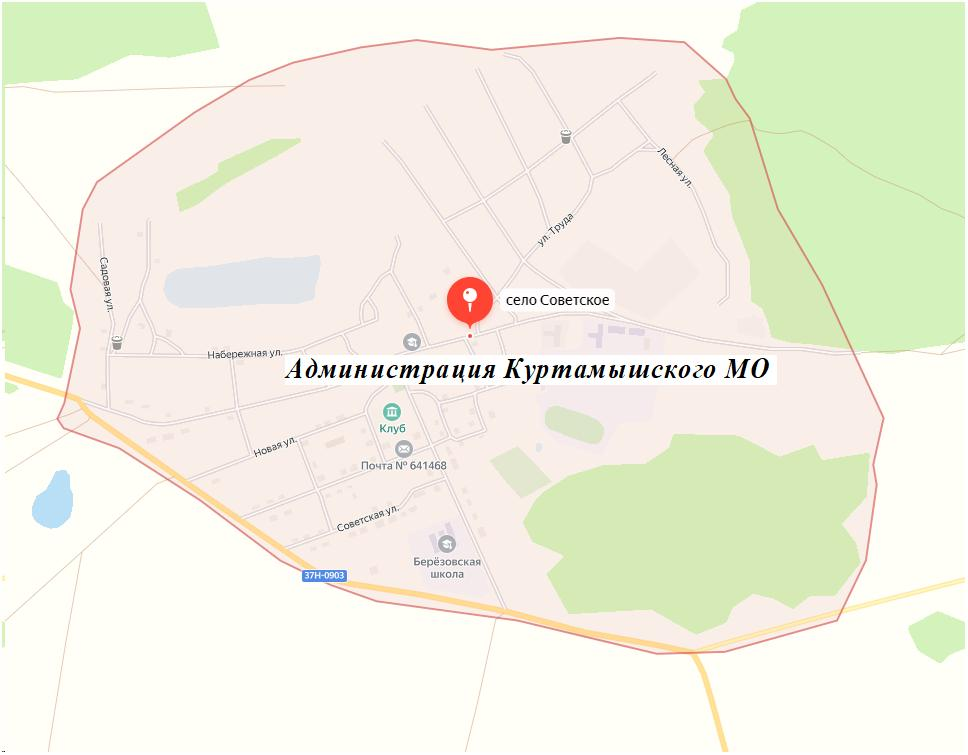 Лесная ул.
ул. Труда
Садовая ул.
село Советское
Набережная ул.
Администрация Куртамышского МО
Клуб
Новая ул.
Почта № 641468
Советская ул.
Берёзовская
школа
37Н-0903